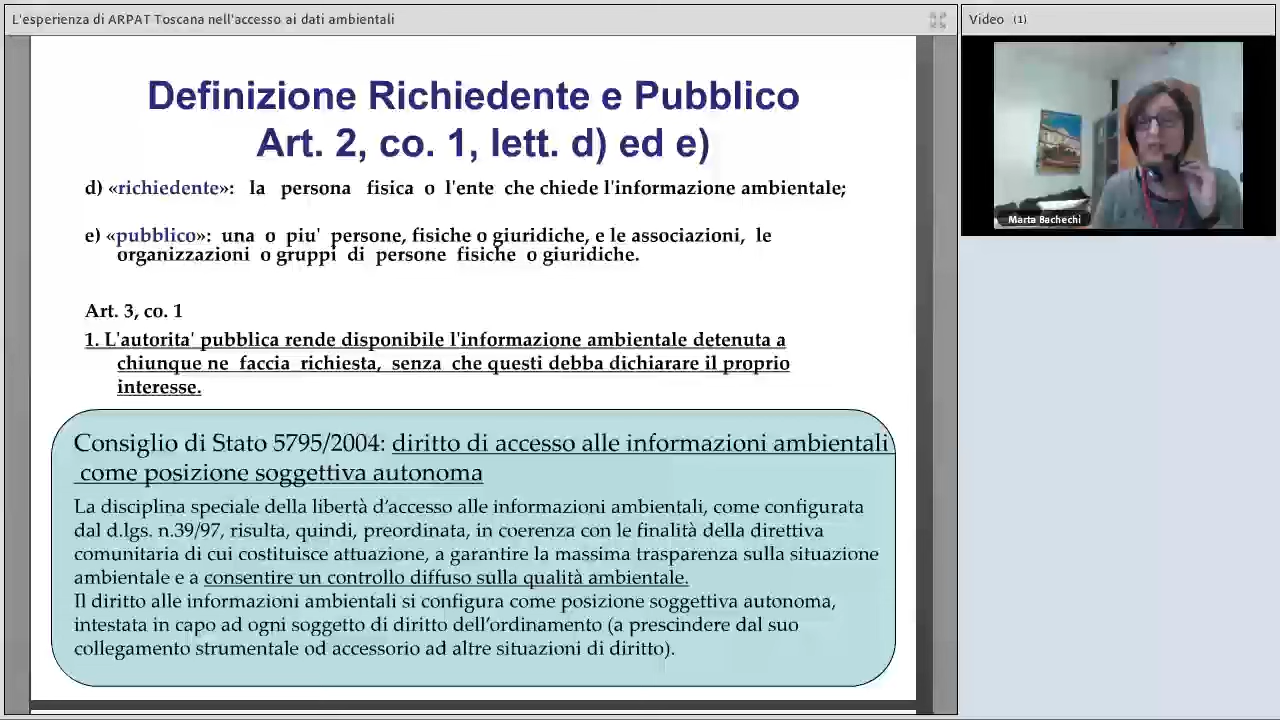 L'esperienza di ARPAT Toscana nell'accesso ai dati ambientali
Video (1)
Definizione Richiedente e Pubblico
Art. 2, co. 1, lett. d) ed e)
d) «richiedente»: la persona fisica o l'ente che chiede l'informazione ambientale;
e) «pubblico»: una o piu' persone, fisiche o giuridiche, e le associazioni, le
organizzazioni o gruppi di persone fisiche o giuridiche.
Art. 3, co. 1
1. L'autorita' pubblica rende disponibile l'informazione ambientale detenuta a
chiunque ne faccia richiesta, senza che questi debba dichiarare il proprio
interesse.
Consiglio di Stato 5795/2004: diritto di accesso alle informazioni ambientali
come posizione soggettiva autonoma
La disciplina speciale della libertà d'accesso alle informazioni ambientali, come configurata
dal d.lgs. n.39/97, risulta, quindi, preordinata, in coerenza con le finalità della direttiva
comunitaria di cui costituisce attuazione, a garantire la massima trasparenza sulla situazione
ambientale e a consentire un controllo diffuso sulla qualità ambientale.
Il diritto alle informazioni ambientali si configura come posizione soggettiva autonoma,
intestata in capo ad ogni soggetto di diritto dell'ordinamento (a prescindere dal suo
collegamento strumentale od accessorio ad altre situazioni di diritto).
Marta Bachechi